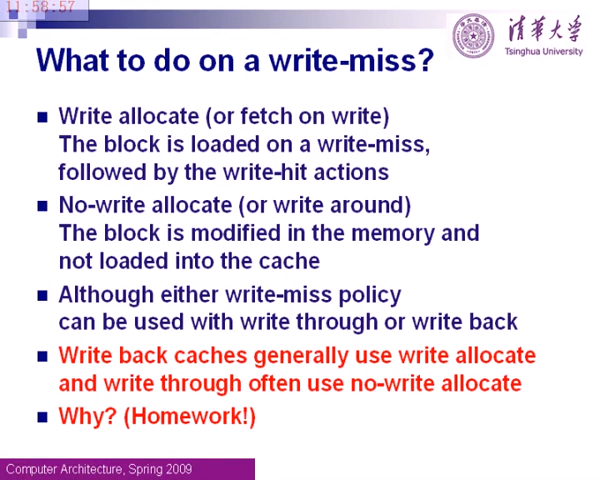 11:58:57
清华大学
Tsinghua University
What to do on a write-miss?
Write allocate (or fetch on write)
The block is loaded on a write-miss,
followed by the write-hit actions
No-write allocate (or write around)
The block is modified in the memory and
not loaded into the cache
Although either write-miss policy
can be used with write through or write back
Write back caches generally use write allocate
and write through often use no-write allocate
Why? (Homework!)
Computer Architecture, Spring 2009